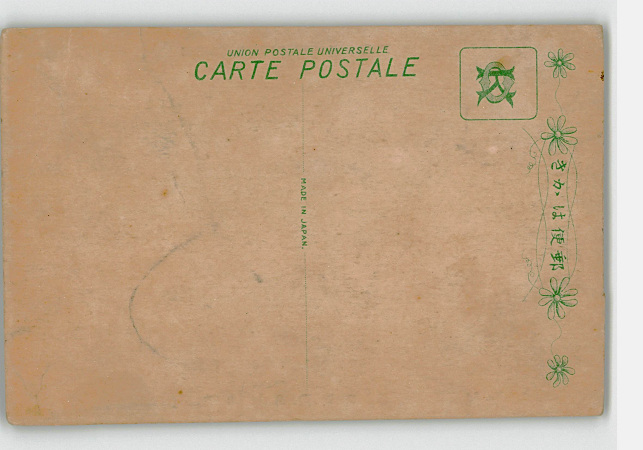 UNION POSTALE UNIVERSELLE
CARTE POSTALE
MADE IN JAPAN.
きかは便郵